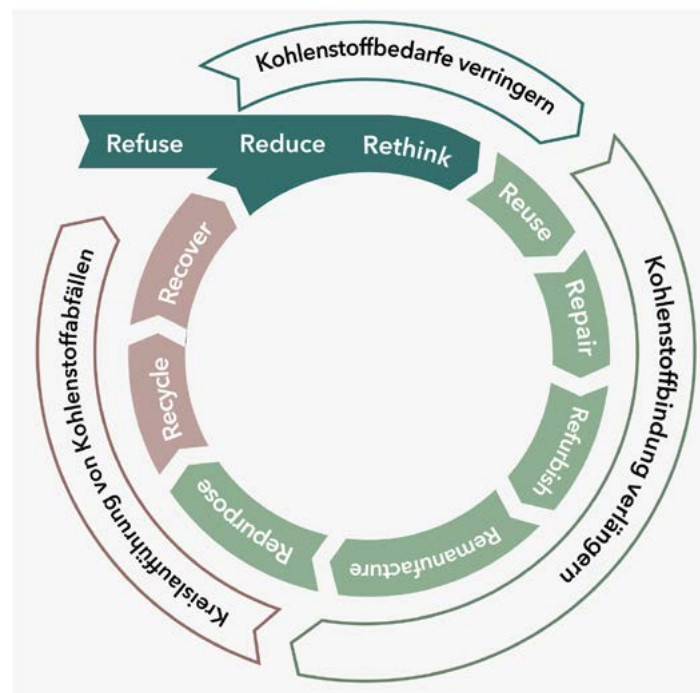 Kohlenstoffbedarfe verringern
Refuse
Reduce
Rethink
Reuse
Repair
Refurbish
Remanufacture
Repurpose
Recycle
Recover
Kohlenstoffbindung verlängern
Kreislaufführung von Kohlenstoffabfällen